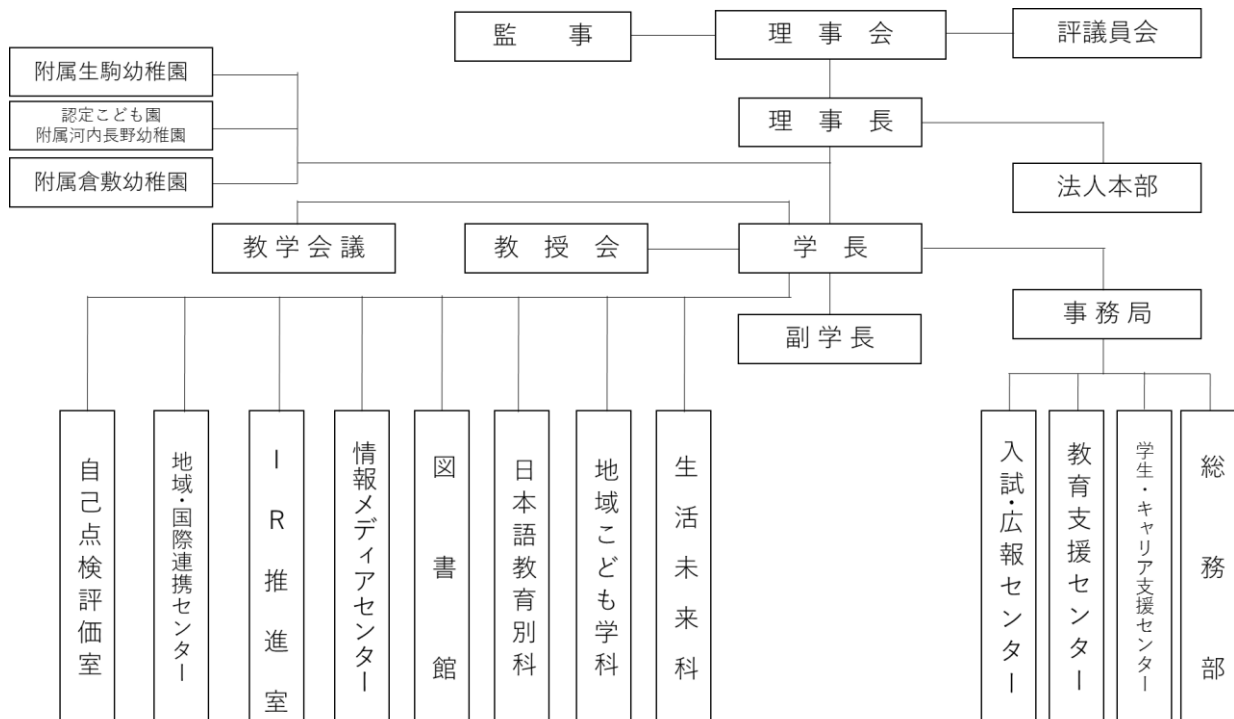 監　事
理 事 会
評議員会
附属生駒幼稚園
認定こども園
附属河内長野幼稚園
附属倉敷幼稚園
理 事 長
法人本部
教 学 会 議
教　授　会
学　長
事 務 局
副 学 長
自己点検評価室
地域・国際連携センター
ＩＲ推進室
情報メディアセンター
図書館
日本語教育別科
地域こども学科
生活未来科
入試・広報センター
教育支援センター
学生・キャリア支援センター
総務部